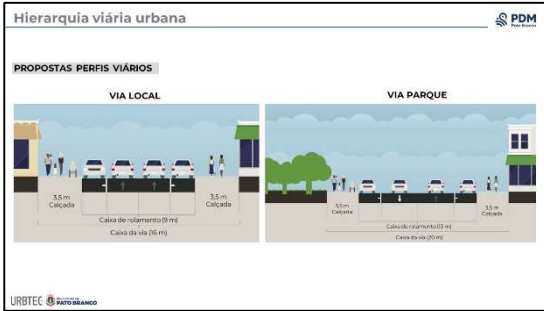 Hierarquia viária urbana
PDM
Pato Branco
PROPOSTAS PERFIS VIÁRIOS
VIA LOCAL
VIA PARQUE
3,5 m
Calçada
3,5 m
Calçada
Caixa de rolamento (9 m)
Caixa da via (16 m)
3,5 m
Calçada
3,5 m
Calçada
Caixa de rolamento (13 m)
Caixa da via (20 m)
URBTEC
PATO BRANCO